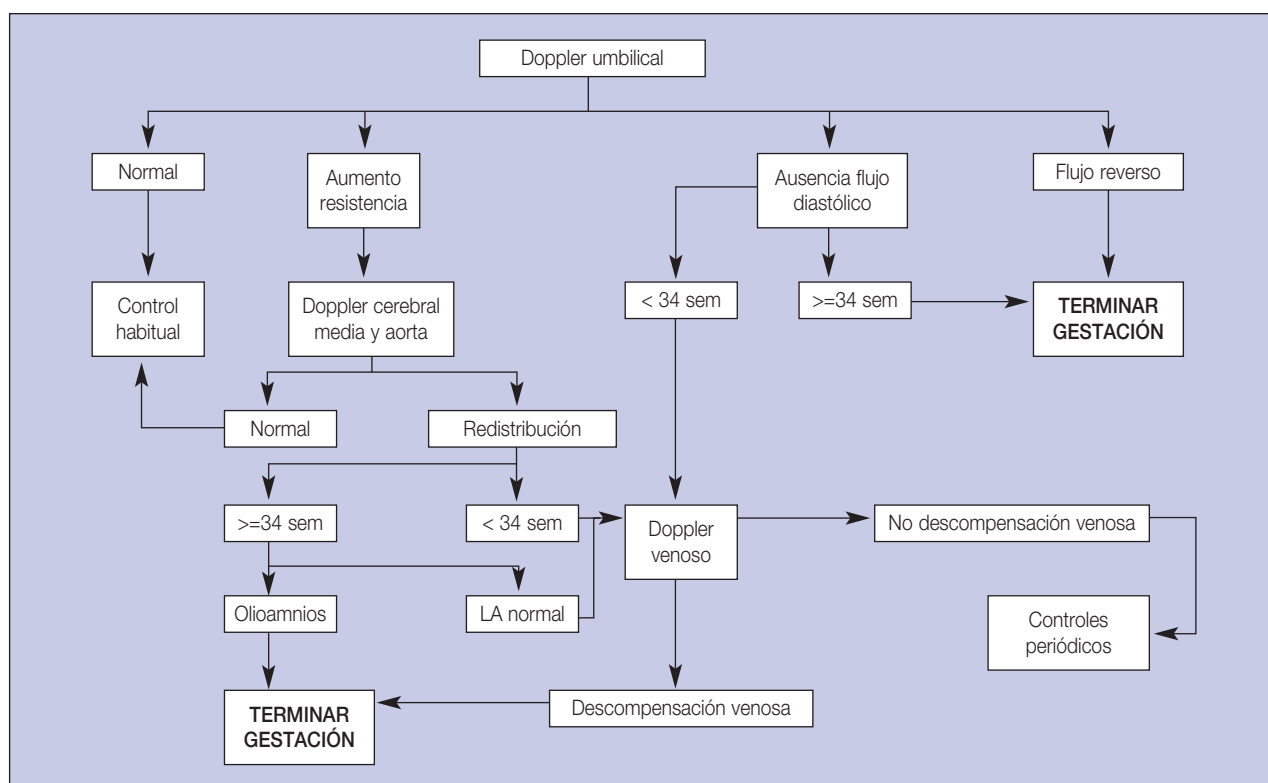 Doppler umbilical
Normal
Aumento
resistencia
Ausencia flujo
diastólico
Flujo reverso
Control
habitual
Doppler cerebral
media y aorta
< 34 sem
>=34 sem
TERMINAR
GESTACIÓN
Normal
Redistribución
>=34 sem
< 34 sem
Doppler
venoso
No descompensación venosa
Olioamnios
LA normal
Controles
periódicos
TERMINAR
GESTACIÓN
Descompensación venosa